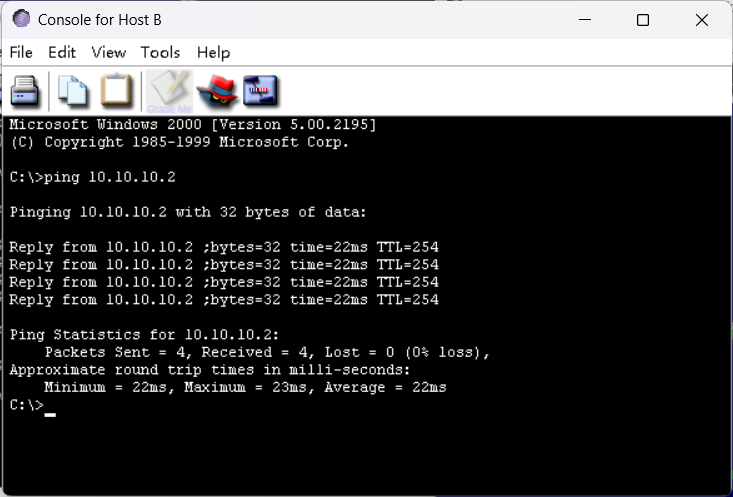 Console for Host B
File Edit View Tools Help
Grade Me
Microsoft Windows 2000 [Version 5.00.2195]
(C) Copyright 1985-1999 Microsoft Corp.
C:\>ping 10.10.10.2
Pinging 10.10.10.2 with 32 bytes of data:
Reply from 10.10.10.2 ;bytes=32 time=22ms TTL=254
Reply from 10.10.10.2 ;bytes=32 time=22ms TTL=254
Reply from 10.10.10.2 ;bytes=32 time=22ms TTL=254
Reply from 10.10.10.2 ;bytes=32 time=22ms TTL=254
Ping Statistics for 10.10.10.2:
    Packets Sent = 4, Received = 4, Lost = 0 (0% loss),
Approximate round trip times in milli-seconds:
    Minimum = 22ms, Maximum = 23ms, Average = 22ms
C:\>